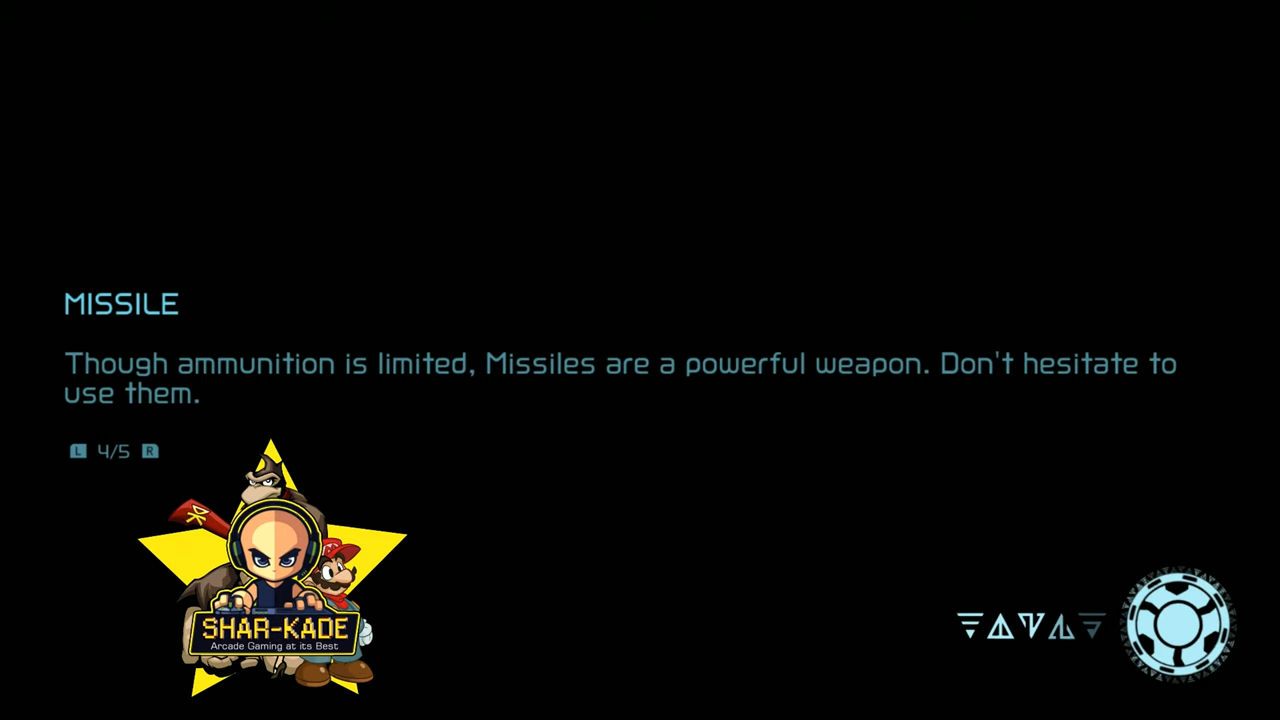 MISSILE
Though ammunition is limited, Missiles are a powerful weapon. Don't hesitate to
use them.
L 4/5 R
DK
M
SHAR-KADE
Arcade Gaming at its Best